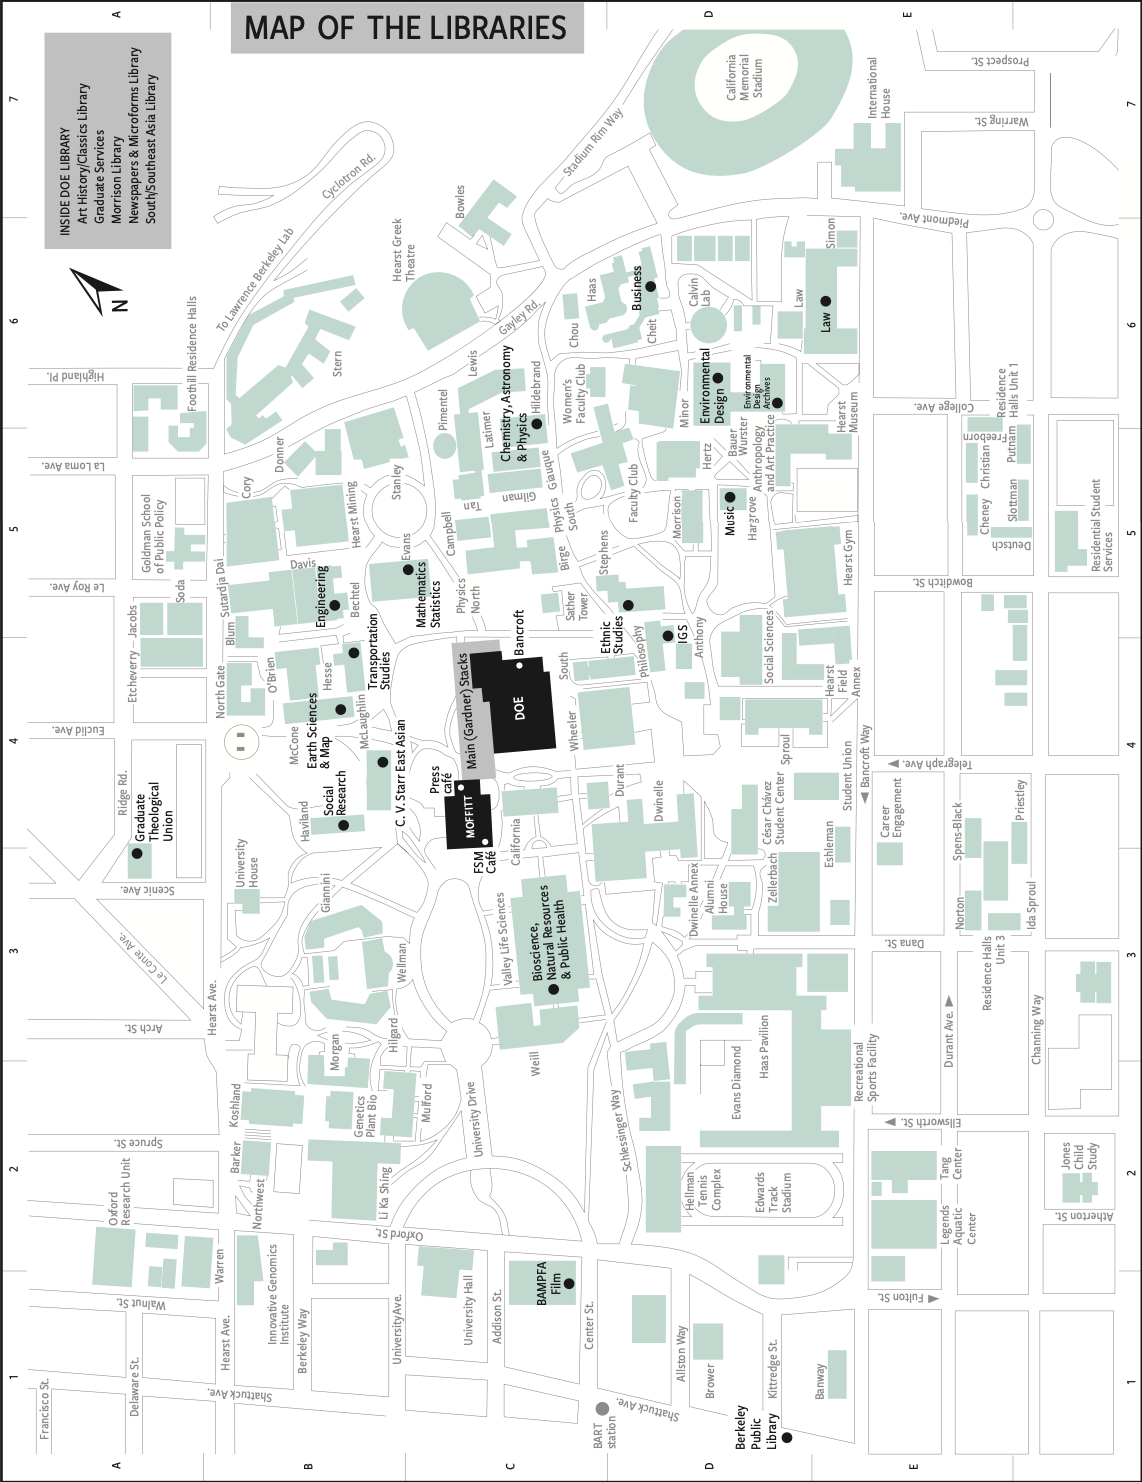 MAP OF THE LIBRARIES
INSIDE DOE LIBRARY
Art History/Classics Library
Graduate Services
Morrison Library
Newspapers & Microforms Library
South/Southeast Asia Library
N
A
B
C
D
E
A
D
E
7
6
5
4
3
2
1
7
6
5
4
3
2
1
California
Memorial
Stadium
International
House
Prospect St.
Warring St.
Stadium Rim Way
Cyclotron Rd.
Bowles
Hearst Greek
Theatre
To Lawrence Berkeley Lab
Piedmont Ave.
Simon
Foothill Residence Halls
Highland Pl.
Stern
Gayley Rd.
Lewis
Chou
Haas
Business
Cheit
Calvin
Lab
Law
Law
La Loma Ave.
Cory
Donner
Stanley
Pimentel
Latimer
Chemistry, Astronomy
& Physics
Hildebrand
Women's
Faculty Club
Minor
Environmental
Design
Environmental
Design
Archives
Bauer
Wurster
Anthropology
and Art Practice
Hearst
Museum
College Ave.
Residence
Halls Unit 1
Freeborn
Putnam
Christian
Cheney
Slottman
Deutsch
Residential Student
Services
Goldman School
of Public Policy
Hearst Mining
Tan
Gilman
Giauque
Faculty Club
Hertz
Morrison
Music
Hargrove
Hearst Gym
Bowditch St.
Le Roy Ave.
Soda
Sutardja Dai
Davis
Engineering
Bechtel
Evans
Mathematics
Statistics
Campbell
Physics
North
Physics
South
Birge
Stephens
Sather
Tower
Ethnic
Studies
Philosophy
IGS
Anthony
Social Sciences
Hearst
Field
Annex
Etcheverry
Jacobs
Blum
North Gate
O'Brien
Hesse
Transportation
Studies
McLaughlin
McCone
Earth Sciences
& Map
Main (Gardner) Stacks
Bancroft
DOE
South
Wheeler
Sproul
Euclid Ave.
Ridge Rd.
Graduate
Theological
Union
Haviland
Social
Research
C. V. Starr East Asian
Press
café
MOFFITT
FSM
Café
California
Durant
Dwinelle
César Chávez
Student Center
Student Union
Bancroft Way
Telegraph Ave.
Eshleman
Career
Engagement
Spens-Black
Priestley
Scenic Ave.
Le Conte Ave.
University
House
Giannini
Wellman
Valley Life Sciences
Bioscience,
Natural Resources
& Public Health
Dwinelle Annex
Alumni
House
Zellerbach
Dana St.
Norton
Ida Sproul
Residence Halls
Unit 3
Hearst Ave.
Arch St.
Morgan
Hilgard
Weill
Haas Pavilion
Evans Diamond
Recreational
Sports Facility
Durant Ave.
Channing Way
Koshland
Genetics
Plant Bio
Mulford
University Drive
Schlessinger Way
Ellsworth St.
Spruce St.
Barker
Northwest
Li Ka Shing
Hellman
Tennis
Complex
Edwards
Track
Stadium
Tang
Center
Legends
Aquatic
Center
Jones
Child
Study
Atherton St.
Oxford
Research Unit
Warren
Oxford St.
Walnut St.
Innovative Genomics
Institute
University Hall
BAMPFA
Film
Fulton St.
Hearst Ave.
Berkeley Way
University Ave.
Addison St.
Center St.
Allston Way
Brower
Kittredge St.
Banway
Francisco St.
Delaware St.
Shattuck Ave.
Shattuck Ave.
BART
station
Berkeley
Public
Library